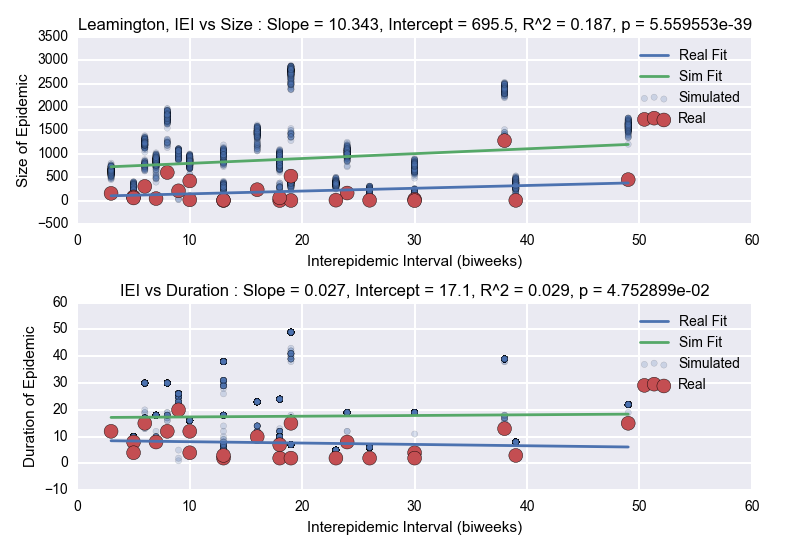 Leamington, IEI vs Size : Slope = 10.343, Intercept = 695.5, R^2 = 0.187, p = 5.559553e-39
3500
3000
2500
2000
1500
1000
500
0
−500
Size of Epidemic
Real Fit
Sim Fit
Simulated
Real
0 10 20 30 40 50 60
Interepidemic Interval (biweeks)
IEI vs Duration : Slope = 0.027, Intercept = 17.1, R^2 = 0.029, p = 4.752899e-02
60
50
40
30
20
10
0
−10
Duration of Epidemic
Real Fit
Sim Fit
Simulated
Real
0 10 20 30 40 50 60
Interepidemic Interval (biweeks)